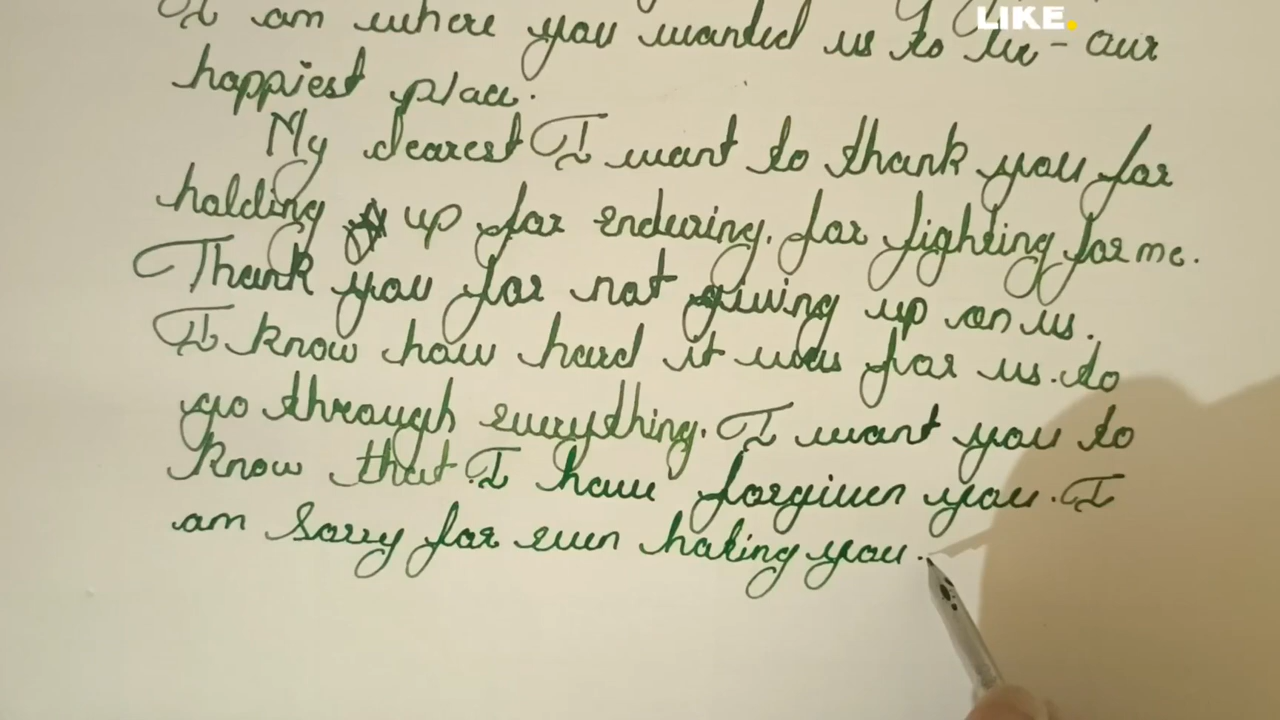 LIKE.
I am where you wanted us to be - our
happiest place.
My dearest I want to thank you for
holding up for enduring, for fighting for me.
Thank you for not giving up on us.
I know how hard it was for us. to
go through everything. I want you to
know that I have forgiven you. I
am sorry for even hating you.